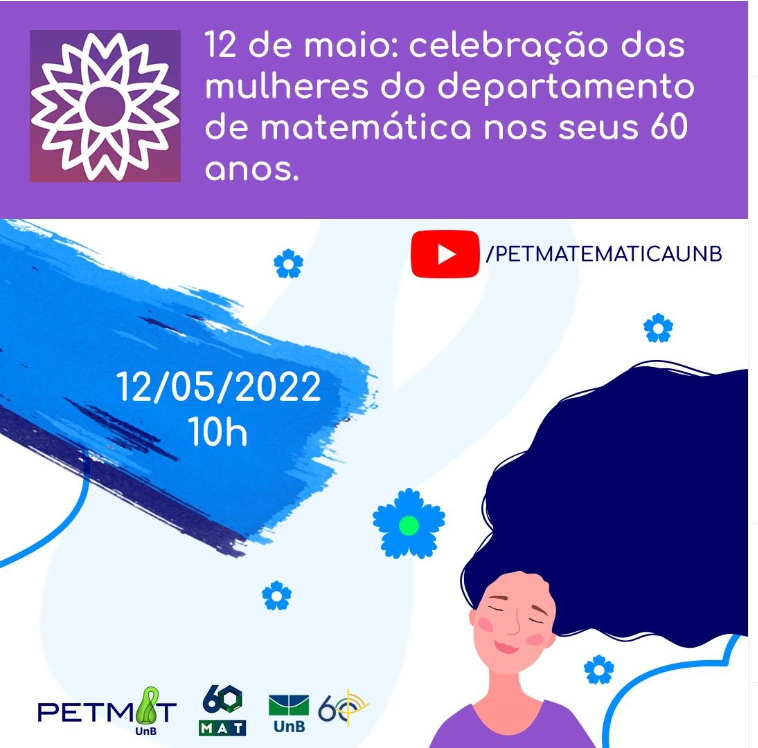 12 de maio: celebração das
mulheres do departamento
de matemática nos seus 60
anos.
/PETMATEMATICAUNB
12/05/2022
10h
PETMAT
UnB
60
MAT
UnB
60